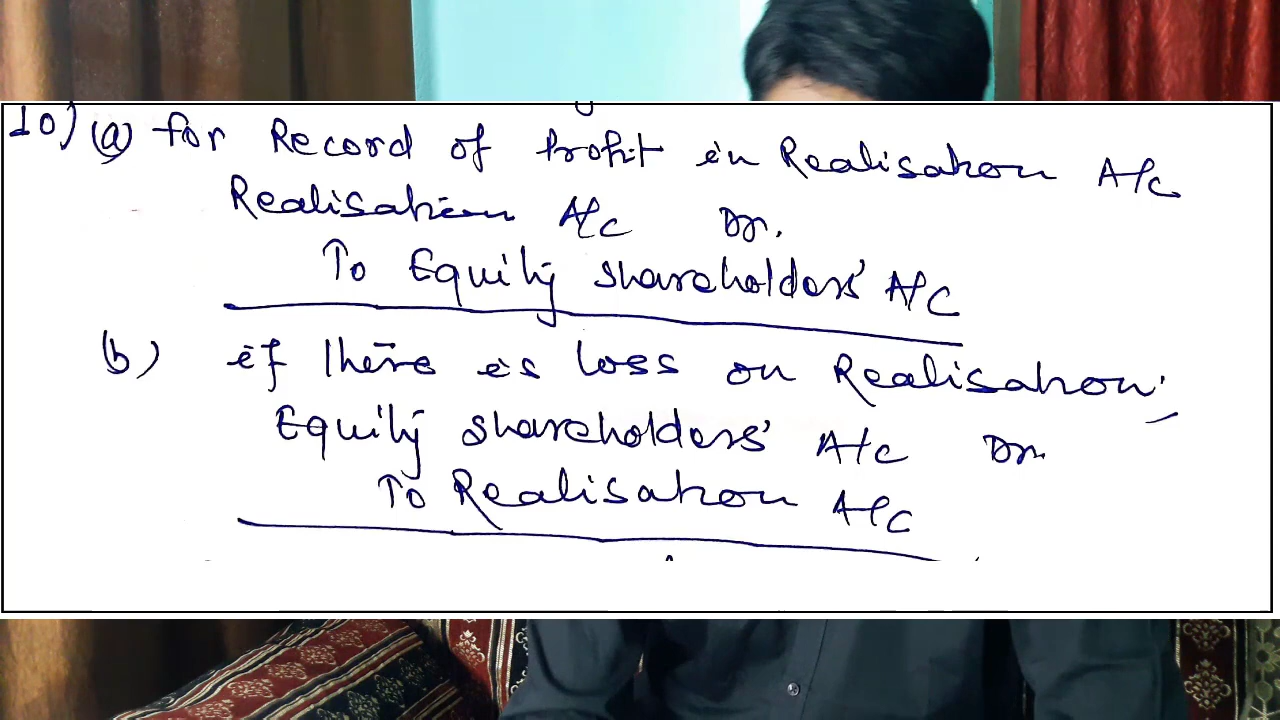 10) (a) for Record of Profit in Realisation A/c
Realisation A/c Dr.
To Equity shareholders' A/C
(b) if there is loss on Realisation,
Equity shareholders' A/c Dr.
To Realisation A/C